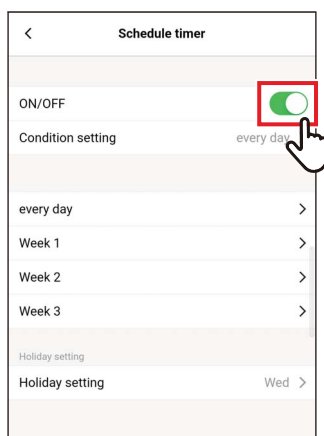 Schedule timer
ON/OFF
Condition setting every day
every day
Week 1
Week 2
Week 3
Holiday setting
Holiday setting Wed